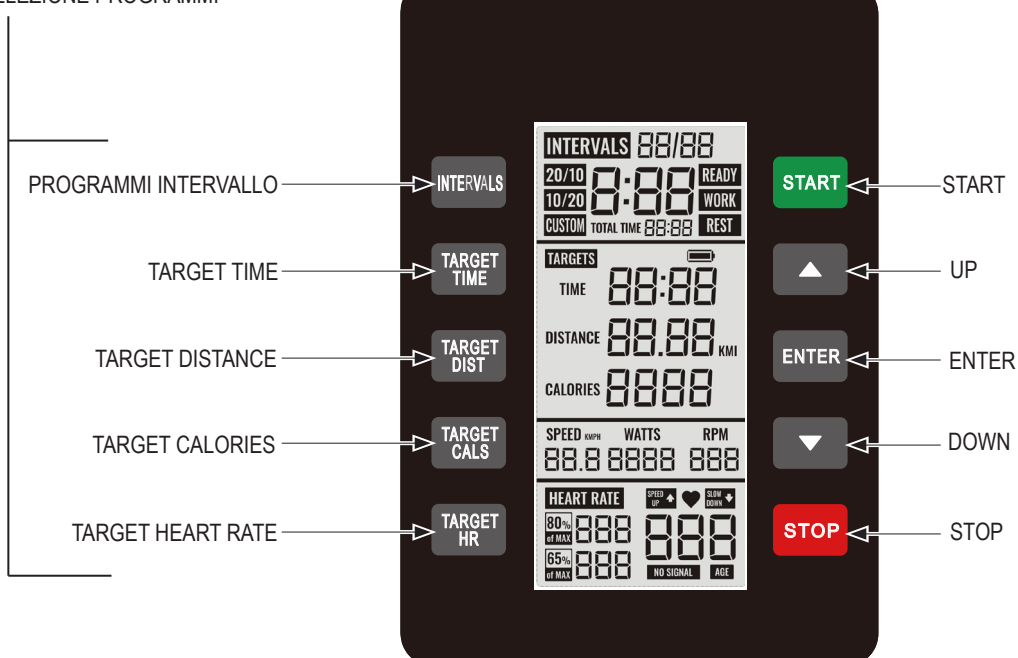 PROGRAMMI
PROGRAMMI INTERVALLO
TARGET TIME
TARGET DISTANCE
TARGET CALORIES
TARGET HEART RATE
INTERVALS
TARGET
TIME
TARGET
DIST
TARGET
CALS
TARGET
HR
INTERVALS 88/88
20/10 8:88 READY
10/20 WORK
CUSTOM TOTAL TIME 88:88 REST
TARGETS
TIME 88:88
DISTANCE 88.88 KMI
CALORIES 8888
SPEED KMPH WATTS RPM
88.8 8888 888
HEART RATE SPEED UP SLOW DOWN
80% of MAX 888 888
65% of MAX 888
NO SIGNAL AGE
START
ENTER
STOP
START
UP
ENTER
DOWN
STOP